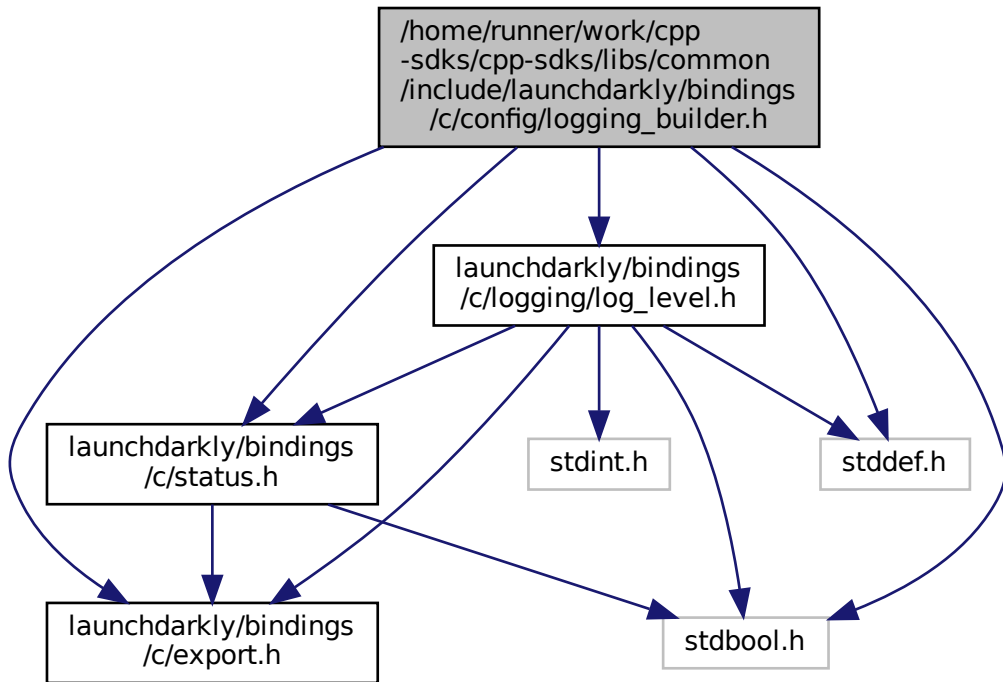 /home/runner/work/cpp
-sdks/cpp-sdks/libs/common
/include/launchdarkly/bindings
/c/config/logging_builder.h
launchdarkly/bindings
/c/logging/log_level.h
launchdarkly/bindings
/c/status.h
stdint.h
stddef.h
launchdarkly/bindings
/c/export.h
stdbool.h